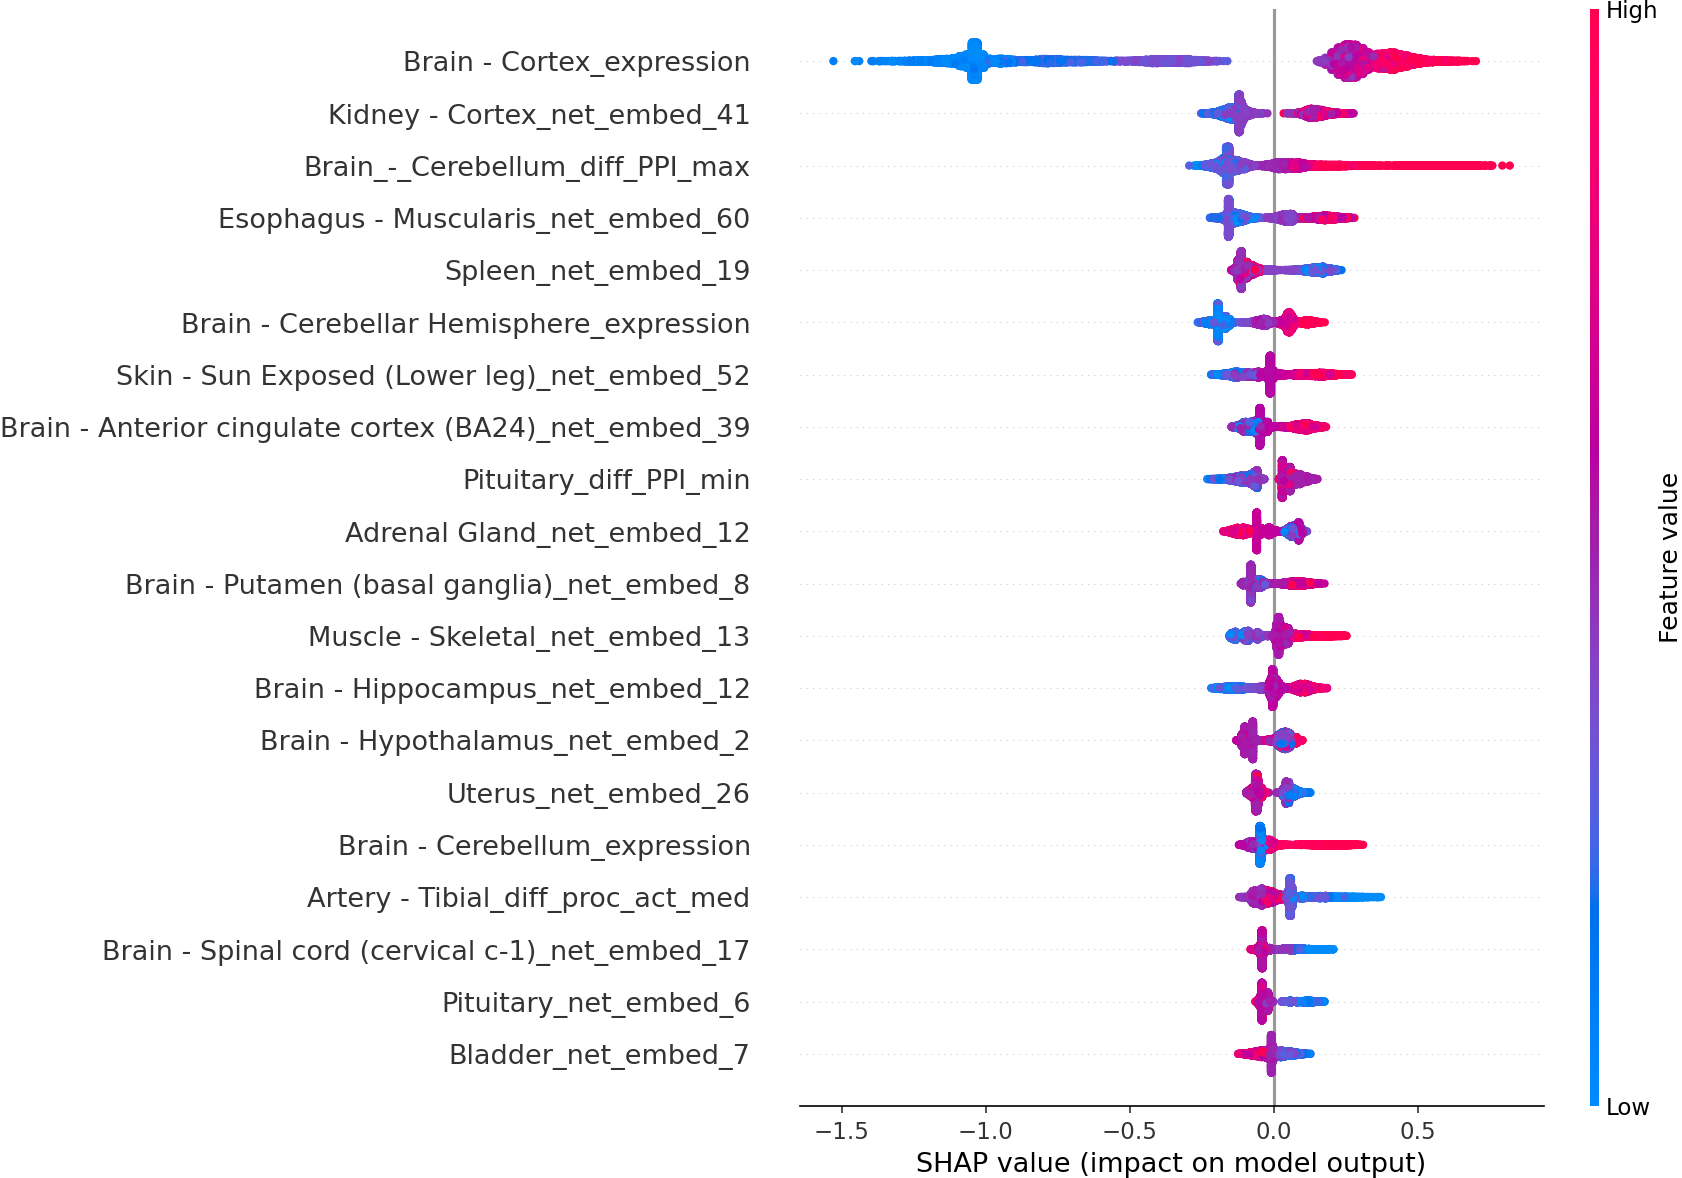 High
Brain - Cortex_expression
Kidney - Cortex_net_embed_41
Brain_-_Cerebellum_diff_PPI_max
Esophagus - Muscularis_net_embed_60
Spleen_net_embed_19
Brain - Cerebellar Hemisphere_expression
Skin - Sun Exposed (Lower leg)_net_embed_52
Brain - Anterior cingulate cortex (BA24)_net_embed_39
Pituitary_diff_PPI_min
Adrenal Gland_net_embed_12
Brain - Putamen (basal ganglia)_net_embed_8
Muscle - Skeletal_net_embed_13
Brain - Hippocampus_net_embed_12
Brain - Hypothalamus_net_embed_2
Uterus_net_embed_26
Brain - Cerebellum_expression
Artery - Tibial_diff_proc_act_med
Brain - Spinal cord (cervical c-1)_net_embed_17
Pituitary_net_embed_6
Bladder_net_embed_7
Feature value
Low
−1.5 −1.0 −0.5 0.0 0.5
SHAP value (impact on model output)